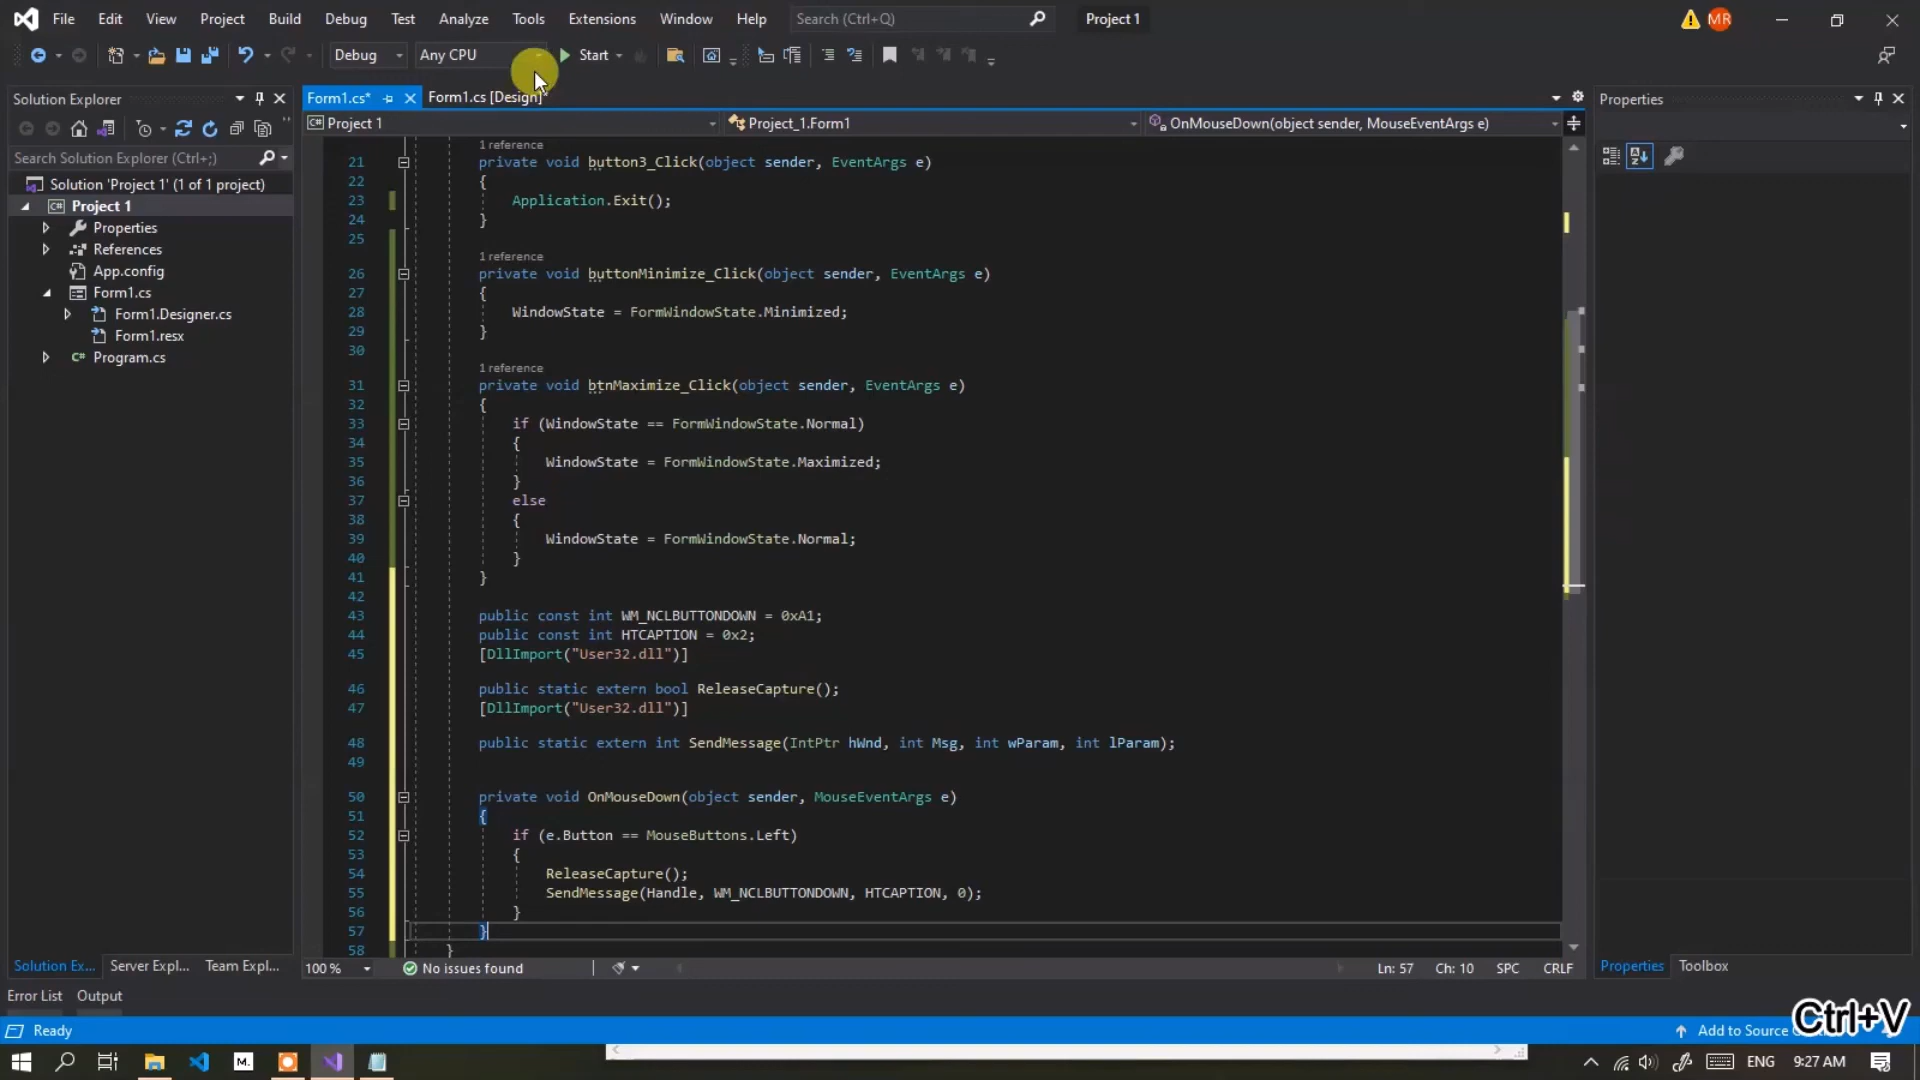 File Edit View Project Build Debug Test Analyze Tools Extensions Window Help Search (Ctrl+Q) Project 1 MR
Debug Any CPU Start
Solution Explorer
Search Solution Explorer (Ctrl+;)
Solution 'Project 1' (1 of 1 project)
C# Project 1
Properties
References
App.config
Form1.cs
Form1.Designer.cs
Form1.resx
C# Program.cs
Solution Ex... Server Expl... Team Expl...
Form1.cs* Form1.cs [Design]*
C# Project 1 Project_1.Form1 OnMouseDown(object sender, MouseEventArgs e)
1 reference
21 private void button3_Click(object sender, EventArgs e)
22 {
23 Application.Exit();
24 }
25
1 reference
26 private void buttonMinimize_Click(object sender, EventArgs e)
27 {
28 WindowState = FormWindowState.Minimized;
29 }
30
1 reference
31 private void btnMaximize_Click(object sender, EventArgs e)
32 {
33 if (WindowState == FormWindowState.Normal)
34 {
35 WindowState = FormWindowState.Maximized;
36 }
37 else
38 {
39 WindowState = FormWindowState.Normal;
40 }
41 }
42
43 public const int WM_NCLBUTTONDOWN = 0xA1;
44 public const int HTCAPTION = 0x2;
45 [DllImport("User32.dll")]
46 public static extern bool ReleaseCapture();
47 [DllImport("User32.dll")]
48 public static extern int SendMessage(IntPtr hWnd, int Msg, int wParam, int lParam);
49
50 private void OnMouseDown(object sender, MouseEventArgs e)
51 {
52 if (e.Button == MouseButtons.Left)
53 {
54 ReleaseCapture();
55 SendMessage(Handle, WM_NCLBUTTONDOWN, HTCAPTION, 0);
56 }
57 }
58 }
100 % No issues found Ln: 57 Ch: 10 SPC CRLF
Properties
Properties Toolbox
Error List Output
Ready Add to Source
Ctrl+V
M. ENG 9:27 AM